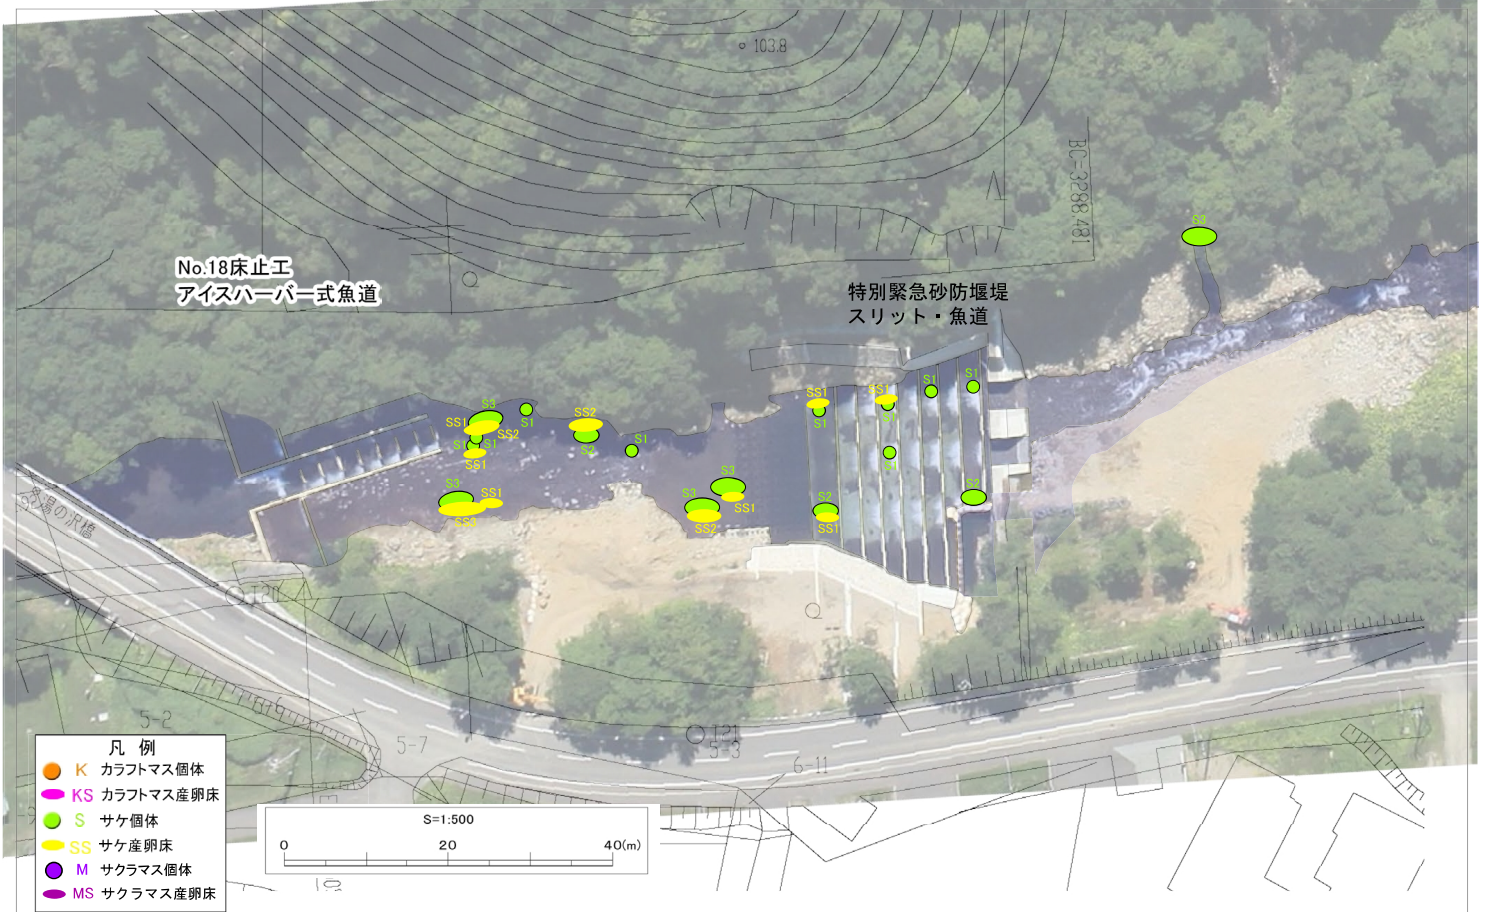 103.8
BC=3288.481
S3
No.18床止工
アイスハーバー式魚道
特別緊急砂防堰堤
スリット・魚道
S1
S1
SS1
SS1
S1
S1
S1
S3
SS1
SS2
S1
S1
SS1
S1
SS2
S2
S1
S3
SS1
SS3
S3
SS1
S3
SS2
S2
SS1
S2
Q
Q
の沢橋
T21
5-2
5-7
5-3
6-11
凡 例
K カラフトマス個体
KS カラフトマス産卵床
S サケ個体
SS サケ産卵床
M サクラマス個体
MS サクラマス産卵床
S=1:500
0 20 40(m)